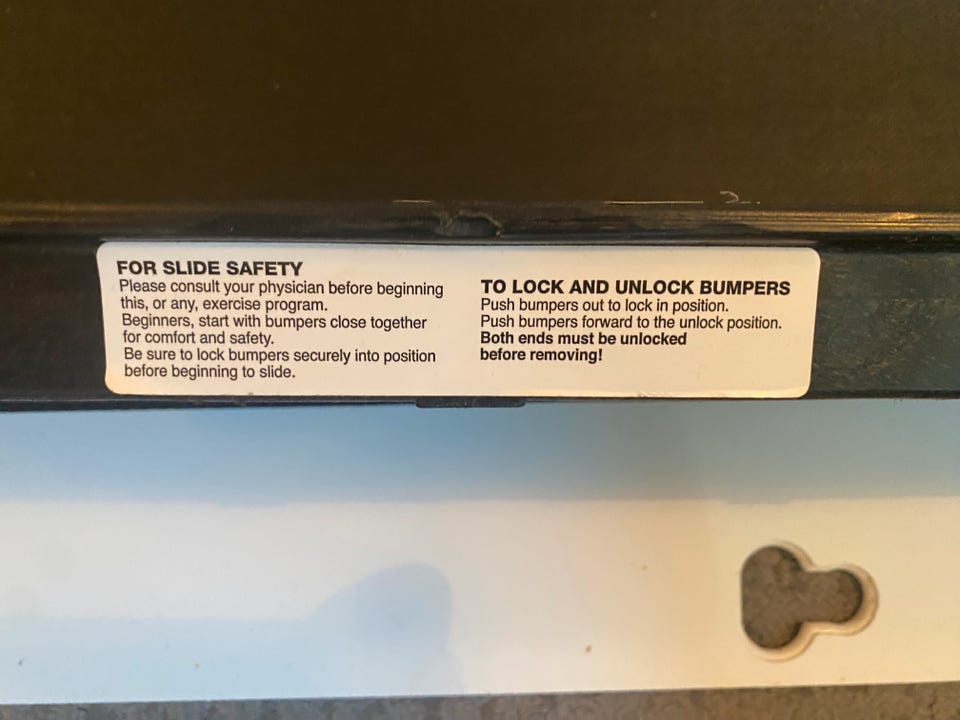 FOR SLIDE SAFETY
Please consult your physician before beginning
this, or any, exercise program.
Beginners, start with bumpers close together
for comfort and safety.
Be sure to lock bumpers securely into position
before beginning to slide.
TO LOCK AND UNLOCK BUMPERS
Push bumpers out to lock in position.
Push bumpers forward to the unlock position.
Both ends must be unlocked
before removing!